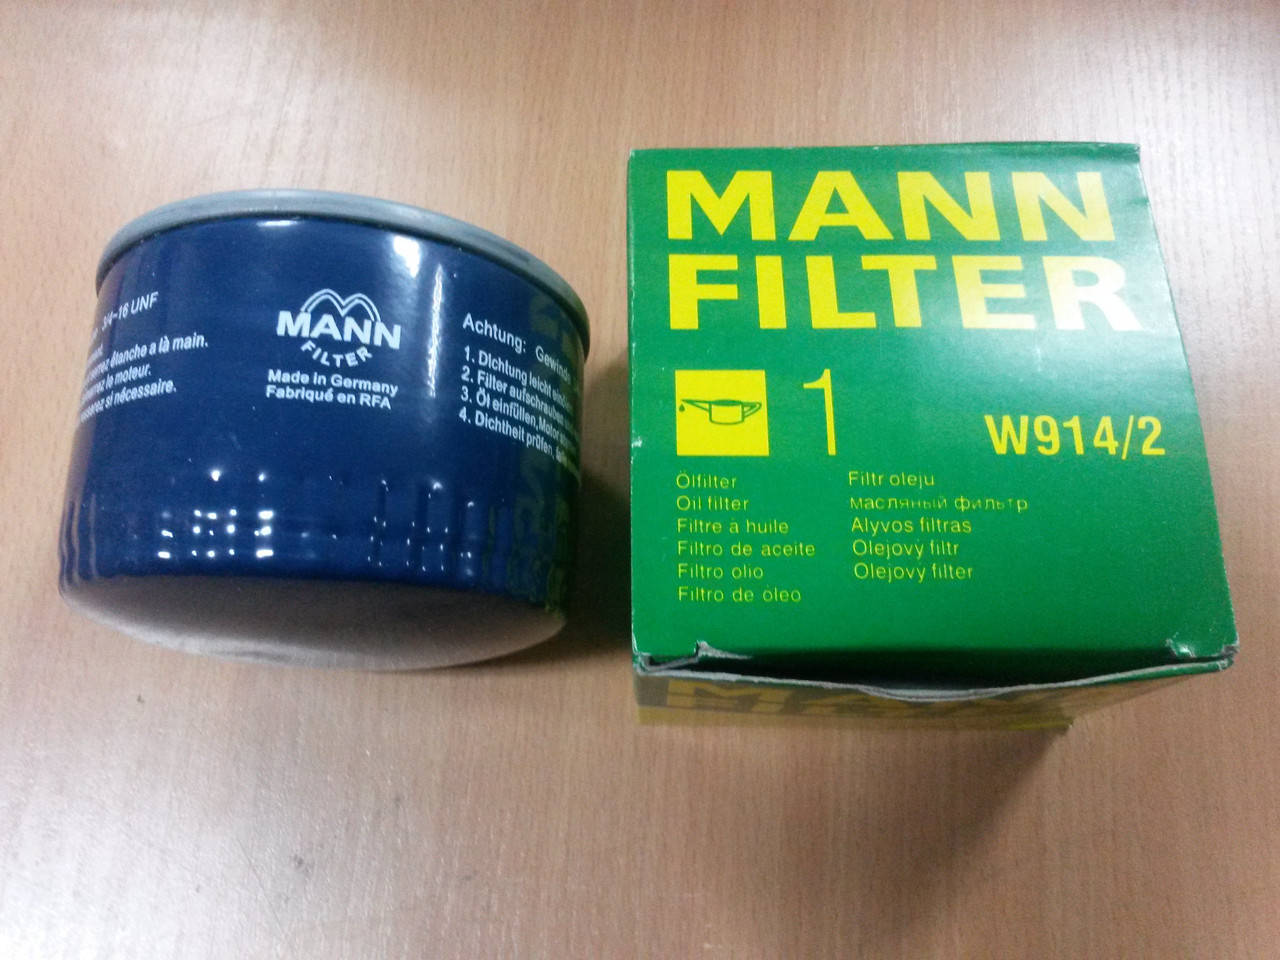 3/4-16 UNF
serrez étanche a là main.
le moteur.
si nécessaire.
MANN
FILTER
Made in Germany
Fabriqué en RFA
Achtung: Gewinde
1. Dichtung leicht
2. Filter aufschrauben
3. Öl einfüllen, Motor
4. Dichtheit prüfen,
MANN
FILTER
1
W914/2
Ölfilter
Oil filter
Filtre à huile
Filtro de aceite
Filtro olio
Filtro de óleo
Filtr oleju
масляный фильтр
Alyvos filtras
Olejový filtr
Olejový filter